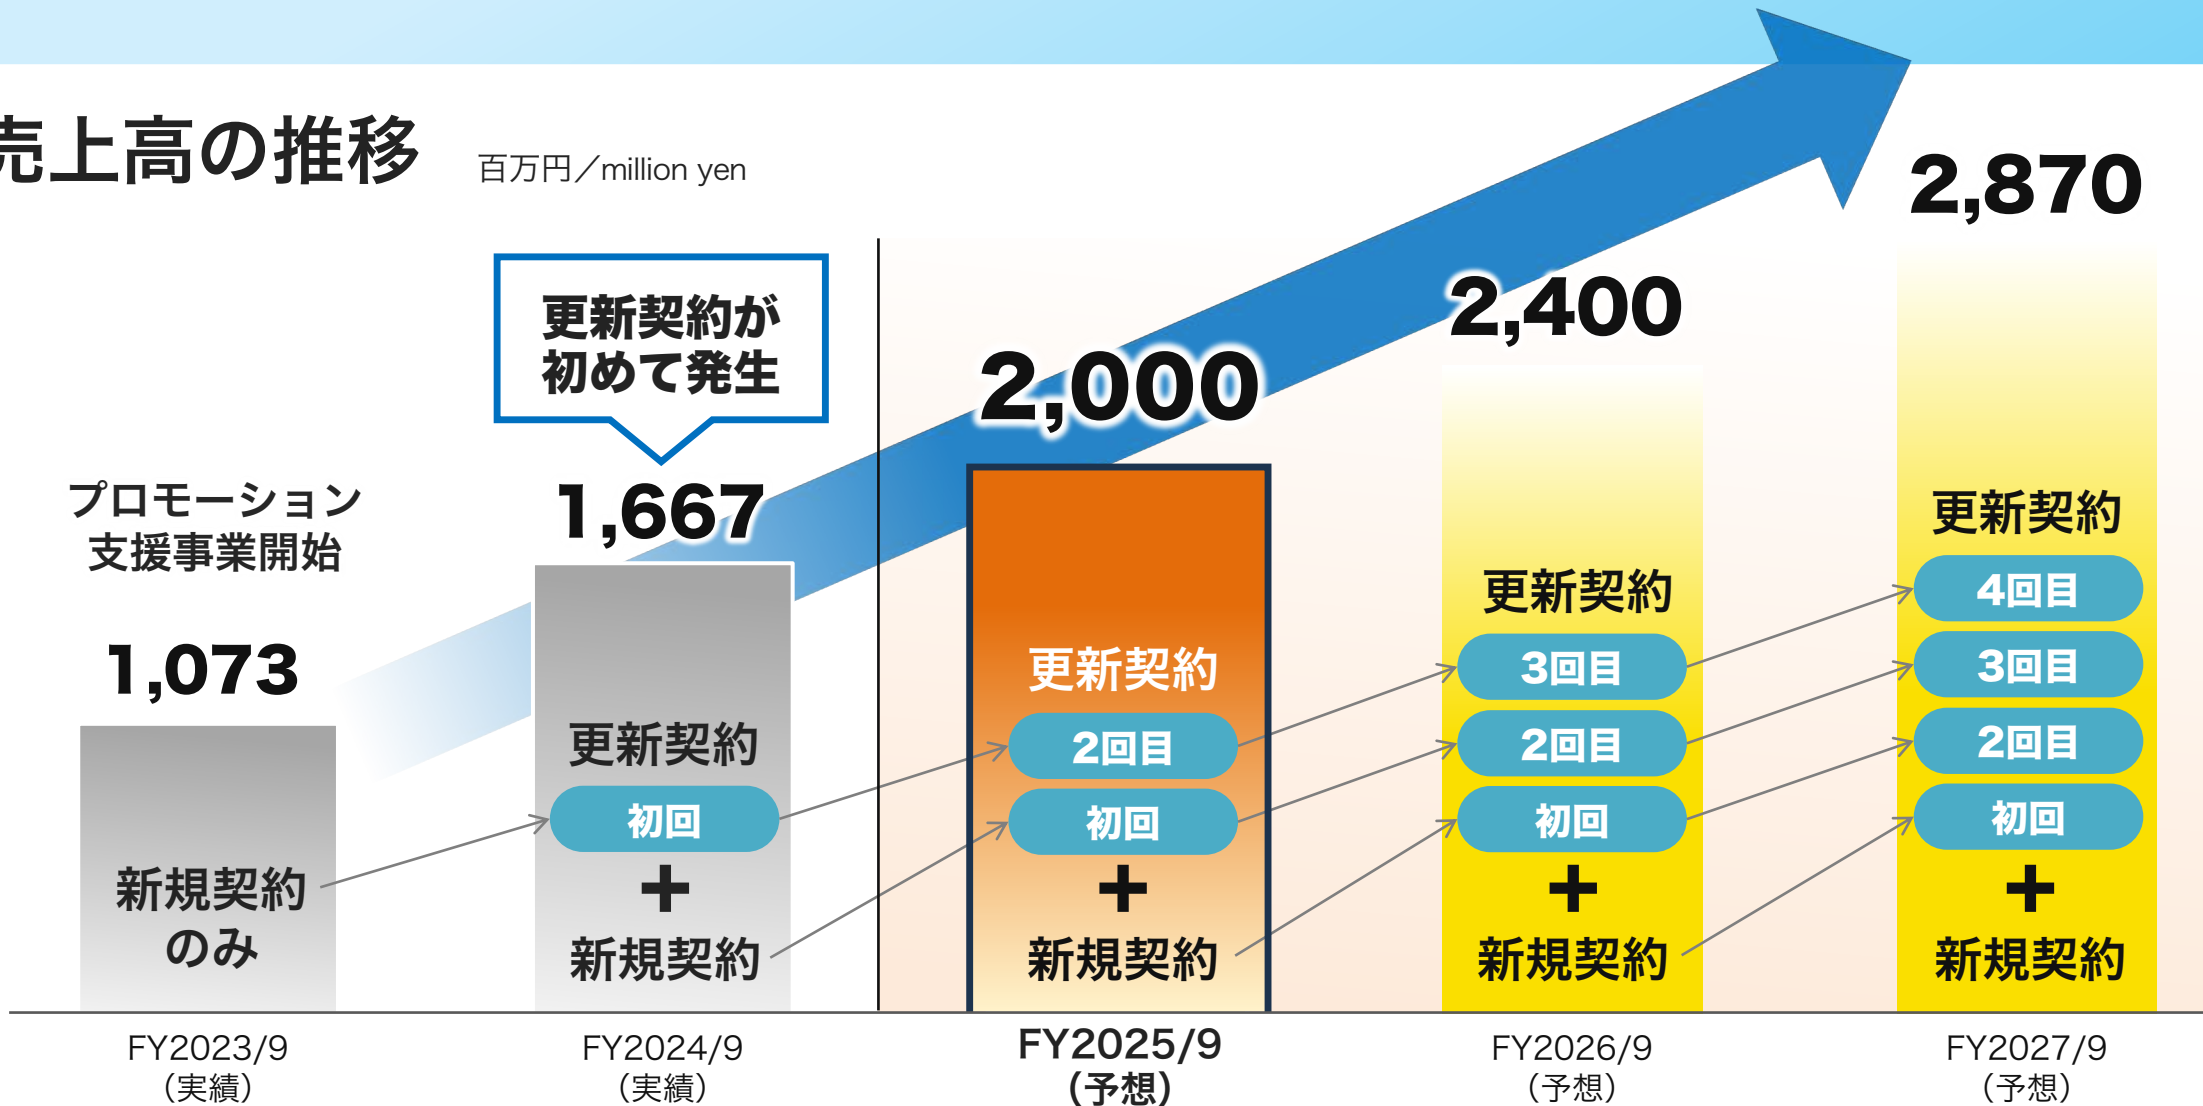 売上高の推移
百万円／million yen
プロモーション
支援事業開始
1,073
新規契約
のみ
FY2023/9
（実績）
更新契約が
初めて発生
1,667
更新契約
初回
+
新規契約
FY2024/9
（実績）
2,000
更新契約
2回目
初回
+
新規契約
FY2025/9
（予想）
2,400
更新契約
3回目
2回目
初回
+
新規契約
FY2026/9
（予想）
2,870
更新契約
4回目
3回目
2回目
初回
+
新規契約
FY2027/9
（予想）